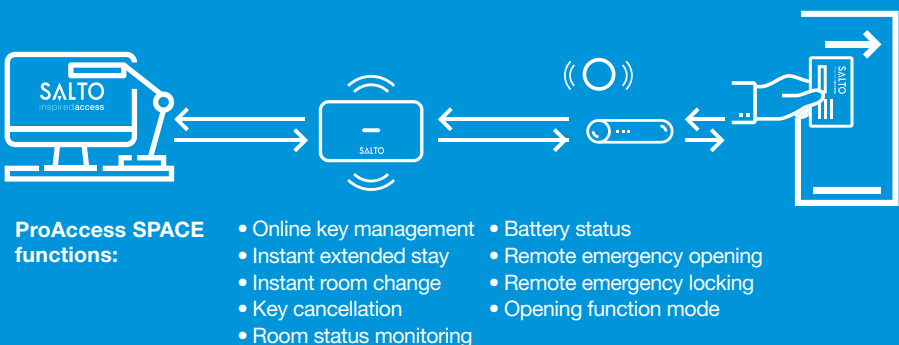 SALTO
inspiredaccess
SALTO
SALTO
ProAccess SPACE
functions:
• Online key management
• Instant extended stay
• Instant room change
• Key cancellation
• Room status monitoring
• Battery status
• Remote emergency opening
• Remote emergency locking
• Opening function mode